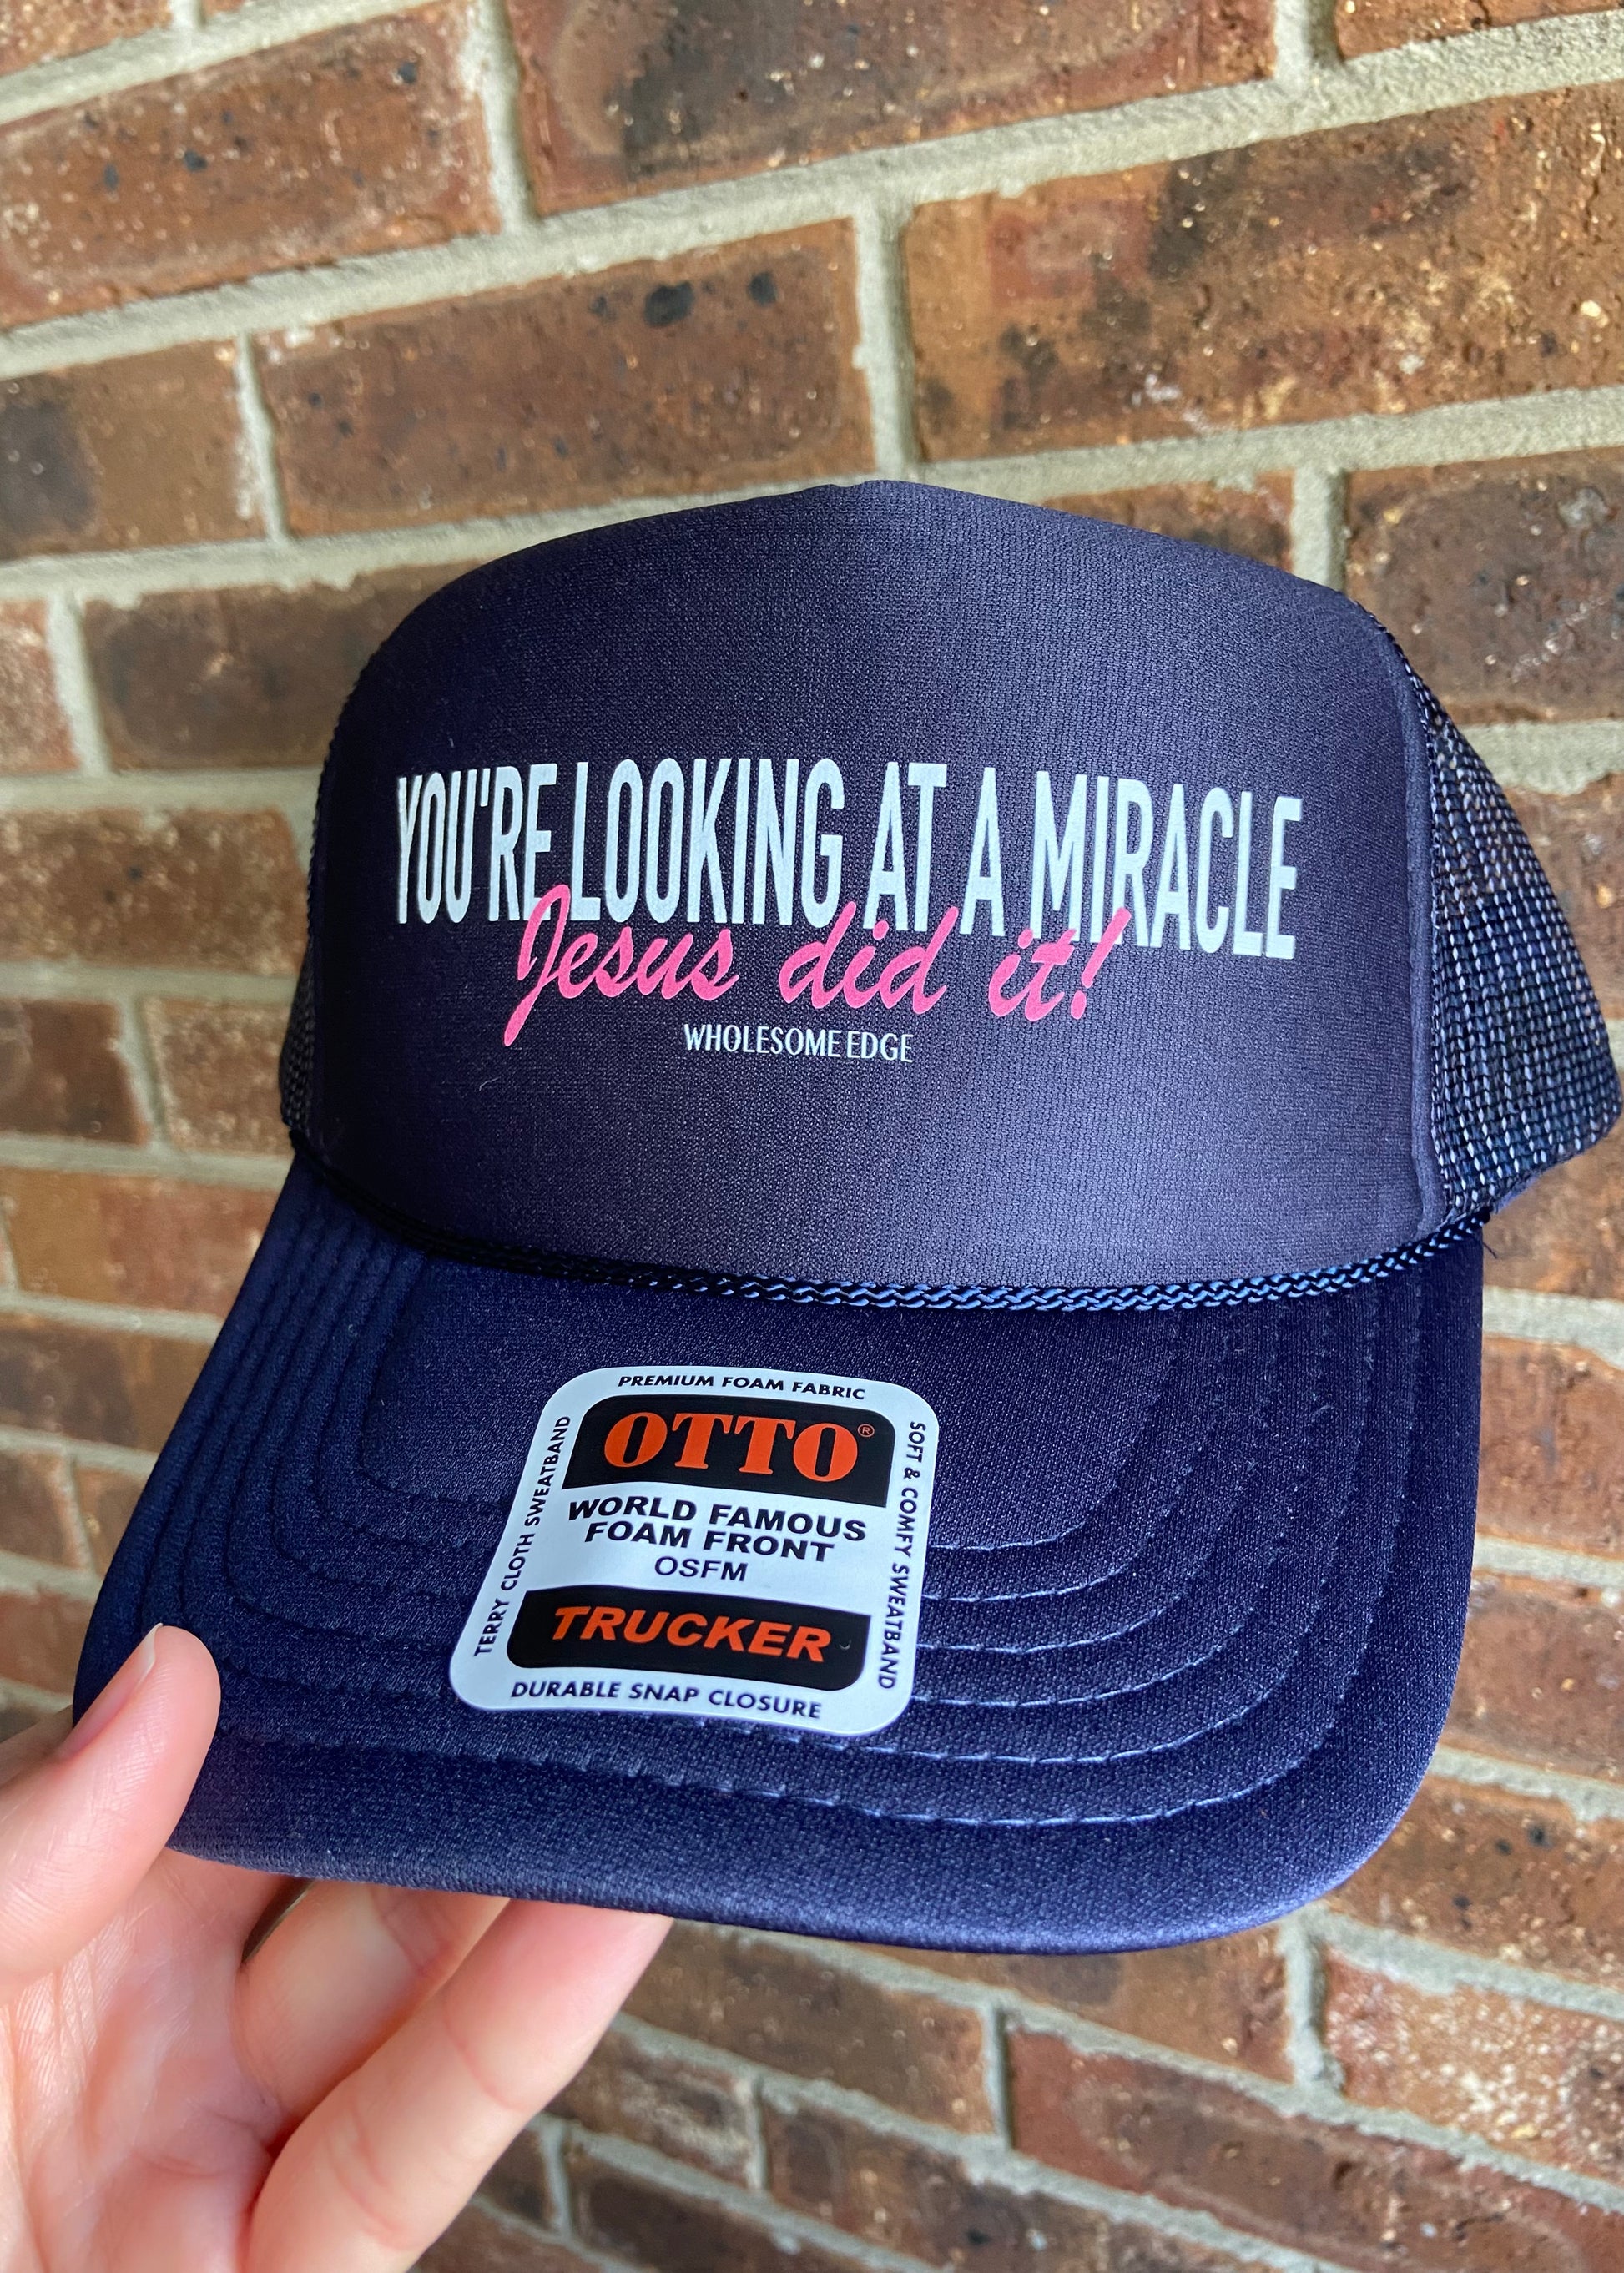 YOU'RE LOOKING AT A MIRACLE
Jesus did it!
WHOLESOME EDGE
PREMIUM FOAM FABRIC
OTTO®
WORLD FAMOUS
FOAM FRONT
OSFM
TRUCKER
DURABLE SNAP CLOSURE
TERRY CLOTH SWEATBAND
SOFT & COMFY SWEATBAND